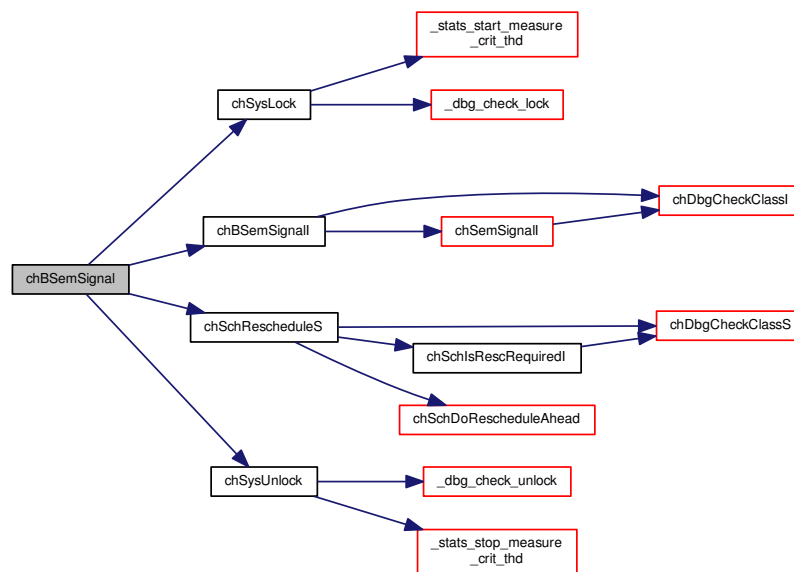 _stats_start_measure
_crit_thd
chSysLock
_dbg_check_lock
chDbgCheckClassI
chBSemSignalI
chSemSignalI
chBSemSignal
chSchRescheduleS
chDbgCheckClassS
chSchIsRescRequiredI
chSchDoRescheduleAhead
chSysUnlock
_dbg_check_unlock
_stats_stop_measure
_crit_thd